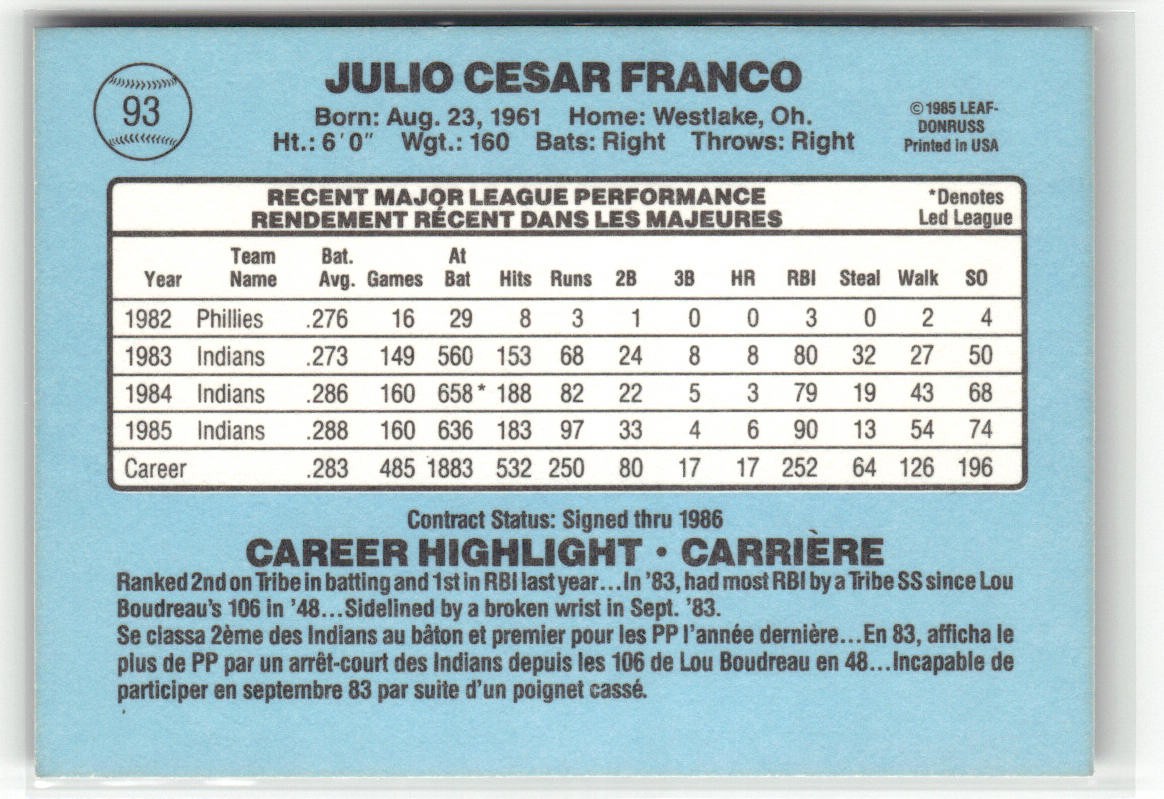 93
JULIO CESAR FRANCO
Born: Aug. 23, 1961 Home: Westlake, Oh.
Ht.: 6'0" Wgt.: 160 Bats: Right Throws: Right
©1985 LEAF-
DONRUSS
Printed in USA
RECENT MAJOR LEAGUE PERFORMANCE
RENDEMENT RÉCENT DANS LES MAJEURES
*Denotes
Led League
Year Team Name Bat. Avg. Games At Bat Hits Runs 2B 3B HR RBI Steal Walk SO
1982 Phillies .276 16 29 8 3 1 0 0 3 0 2 4
1983 Indians .273 149 560 153 68 24 8 8 80 32 27 50
1984 Indians .286 160 658* 188 82 22 5 3 79 19 43 68
1985 Indians .288 160 636 183 97 33 4 6 90 13 54 74
Career .283 485 1883 532 250 80 17 17 252 64 126 196
Contract Status: Signed thru 1986
CAREER HIGHLIGHT • CARRIÈRE
Ranked 2nd on Tribe in batting and 1st in RBI last year...In '83, had most RBI by a Tribe SS since Lou
Boudreau's 106 in '48...Sidelined by a broken wrist in Sept. '83.
Se classa 2ème des Indians au bâton et premier pour les PP l'année dernière...En 83, afficha le
plus de PP par un arrêt-court des Indians depuis les 106 de Lou Boudreau en 48...Incapable de
participer en septembre 83 par suite d'un poignet cassé.